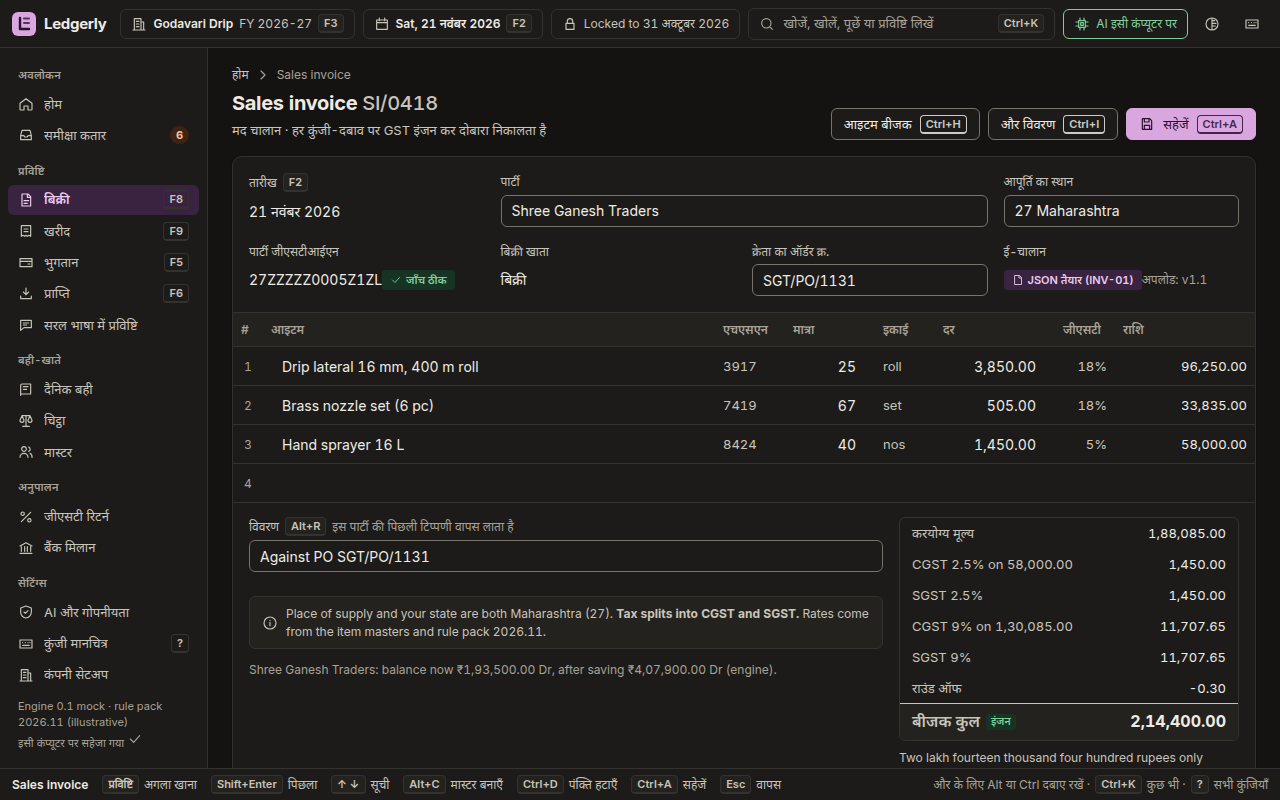 Ledgerly Godavari Drip FY 2026-27 F3 Sat, 21 नवंबर 2026 F2 Locked to 31 अक्टूबर 2026 खोजें, खोलें, पूछें या प्रविष्टि लिखें Ctrl+K AI इसी कंप्यूटर पर
अवलोकन
होम
समीक्षा कतार 6
प्रविष्टि
बिक्री F8
खरीद F9
भुगतान F5
प्राप्ति F6
सरल भाषा में प्रविष्टि
बही-खाते
दैनिक बही
चिट्ठा
मास्टर
अनुपालन
जीएसटी रिटर्न
बैंक मिलान
सेटिंग्स
AI और गोपनीयता
कुंजी मानचित्र ?
कंपनी सेटअप
Engine 0.1 mock · rule pack
2026.11 (illustrative)
इसी कंप्यूटर पर सहेजा गया
होम Sales invoice
Sales invoice SI/0418
मद चालान · हर कुंजी-दबाव पर GST इंजन कर दोबारा निकालता है
आइटम बीजक Ctrl+H और विवरण Ctrl+I सहेजें Ctrl+A
तारीख F2 पार्टी आपूर्ति का स्थान
21 नवंबर 2026 Shree Ganesh Traders 27 Maharashtra
पार्टी जीएसटीआईएन बिक्री खाता क्रेता का ऑर्डर क्र. ई-चालान
27ZZZZZ0005Z1ZL जाँच ठीक बिक्री SGT/PO/1131 JSON तैयार (INV-01) अपलोड: v1.1
# आइटम एचएसएन मात्रा इकाई दर जीएसटी राशि
1 Drip lateral 16 mm, 400 m roll 3917 25 roll 3,850.00 18% 96,250.00
2 Brass nozzle set (6 pc) 7419 67 set 505.00 18% 33,835.00
3 Hand sprayer 16 L 8424 40 nos 1,450.00 5% 58,000.00
4
विवरण Alt+R इस पार्टी की पिछली टिप्पणी वापस लाता है
Against PO SGT/PO/1131
Place of supply and your state are both Maharashtra (27). Tax splits into CGST and SGST. Rates come
from the item masters and rule pack 2026.11.
Shree Ganesh Traders: balance now ₹1,93,500.00 Dr, after saving ₹4,07,900.00 Dr (engine).
करयोग्य मूल्य 1,88,085.00
CGST 2.5% on 58,000.00 1,450.00
SGST 2.5% 1,450.00
CGST 9% on 1,30,085.00 11,707.65
SGST 9% 11,707.65
राउंड ऑफ -0.30
बीजक कुल इंजन 2,14,400.00
Two lakh fourteen thousand four hundred rupees only
Sales invoice प्रविष्टि अगला खाना Shift+Enter पिछला ↑↓ सूची Alt+C मास्टर बनाएँ Ctrl+D पंक्ति हटाएँ Ctrl+A सहेजें Esc वापस और के लिए Alt या Ctrl दबाए रखें · Ctrl+K कुछ भी · ? सभी कुंजियाँ